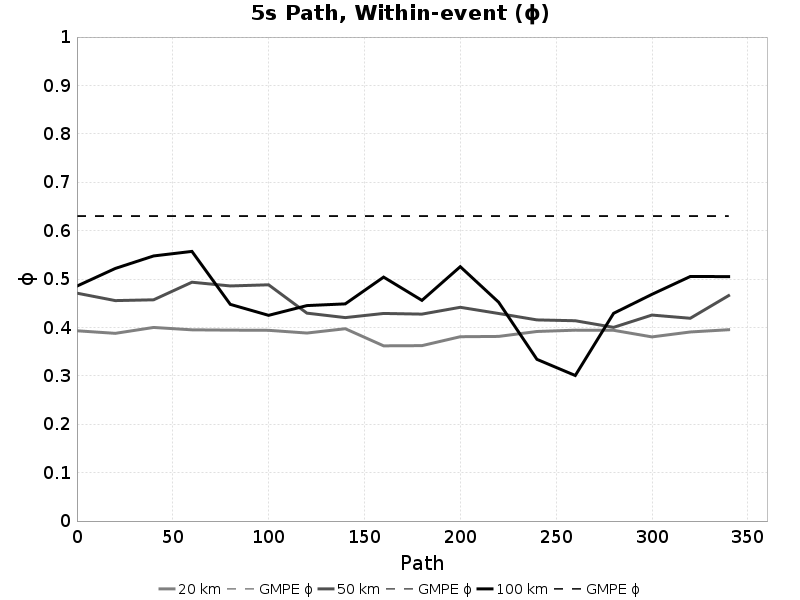 5s Path, Within-event (ϕ)
1
0.9
0.8
0.7
0.6
0.5
0.4
0.3
0.2
0.1
0
ϕ
0 50 100 150 200 250 300 350
Path
20 km GMPE ϕ 50 km GMPE ϕ 100 km GMPE ϕ